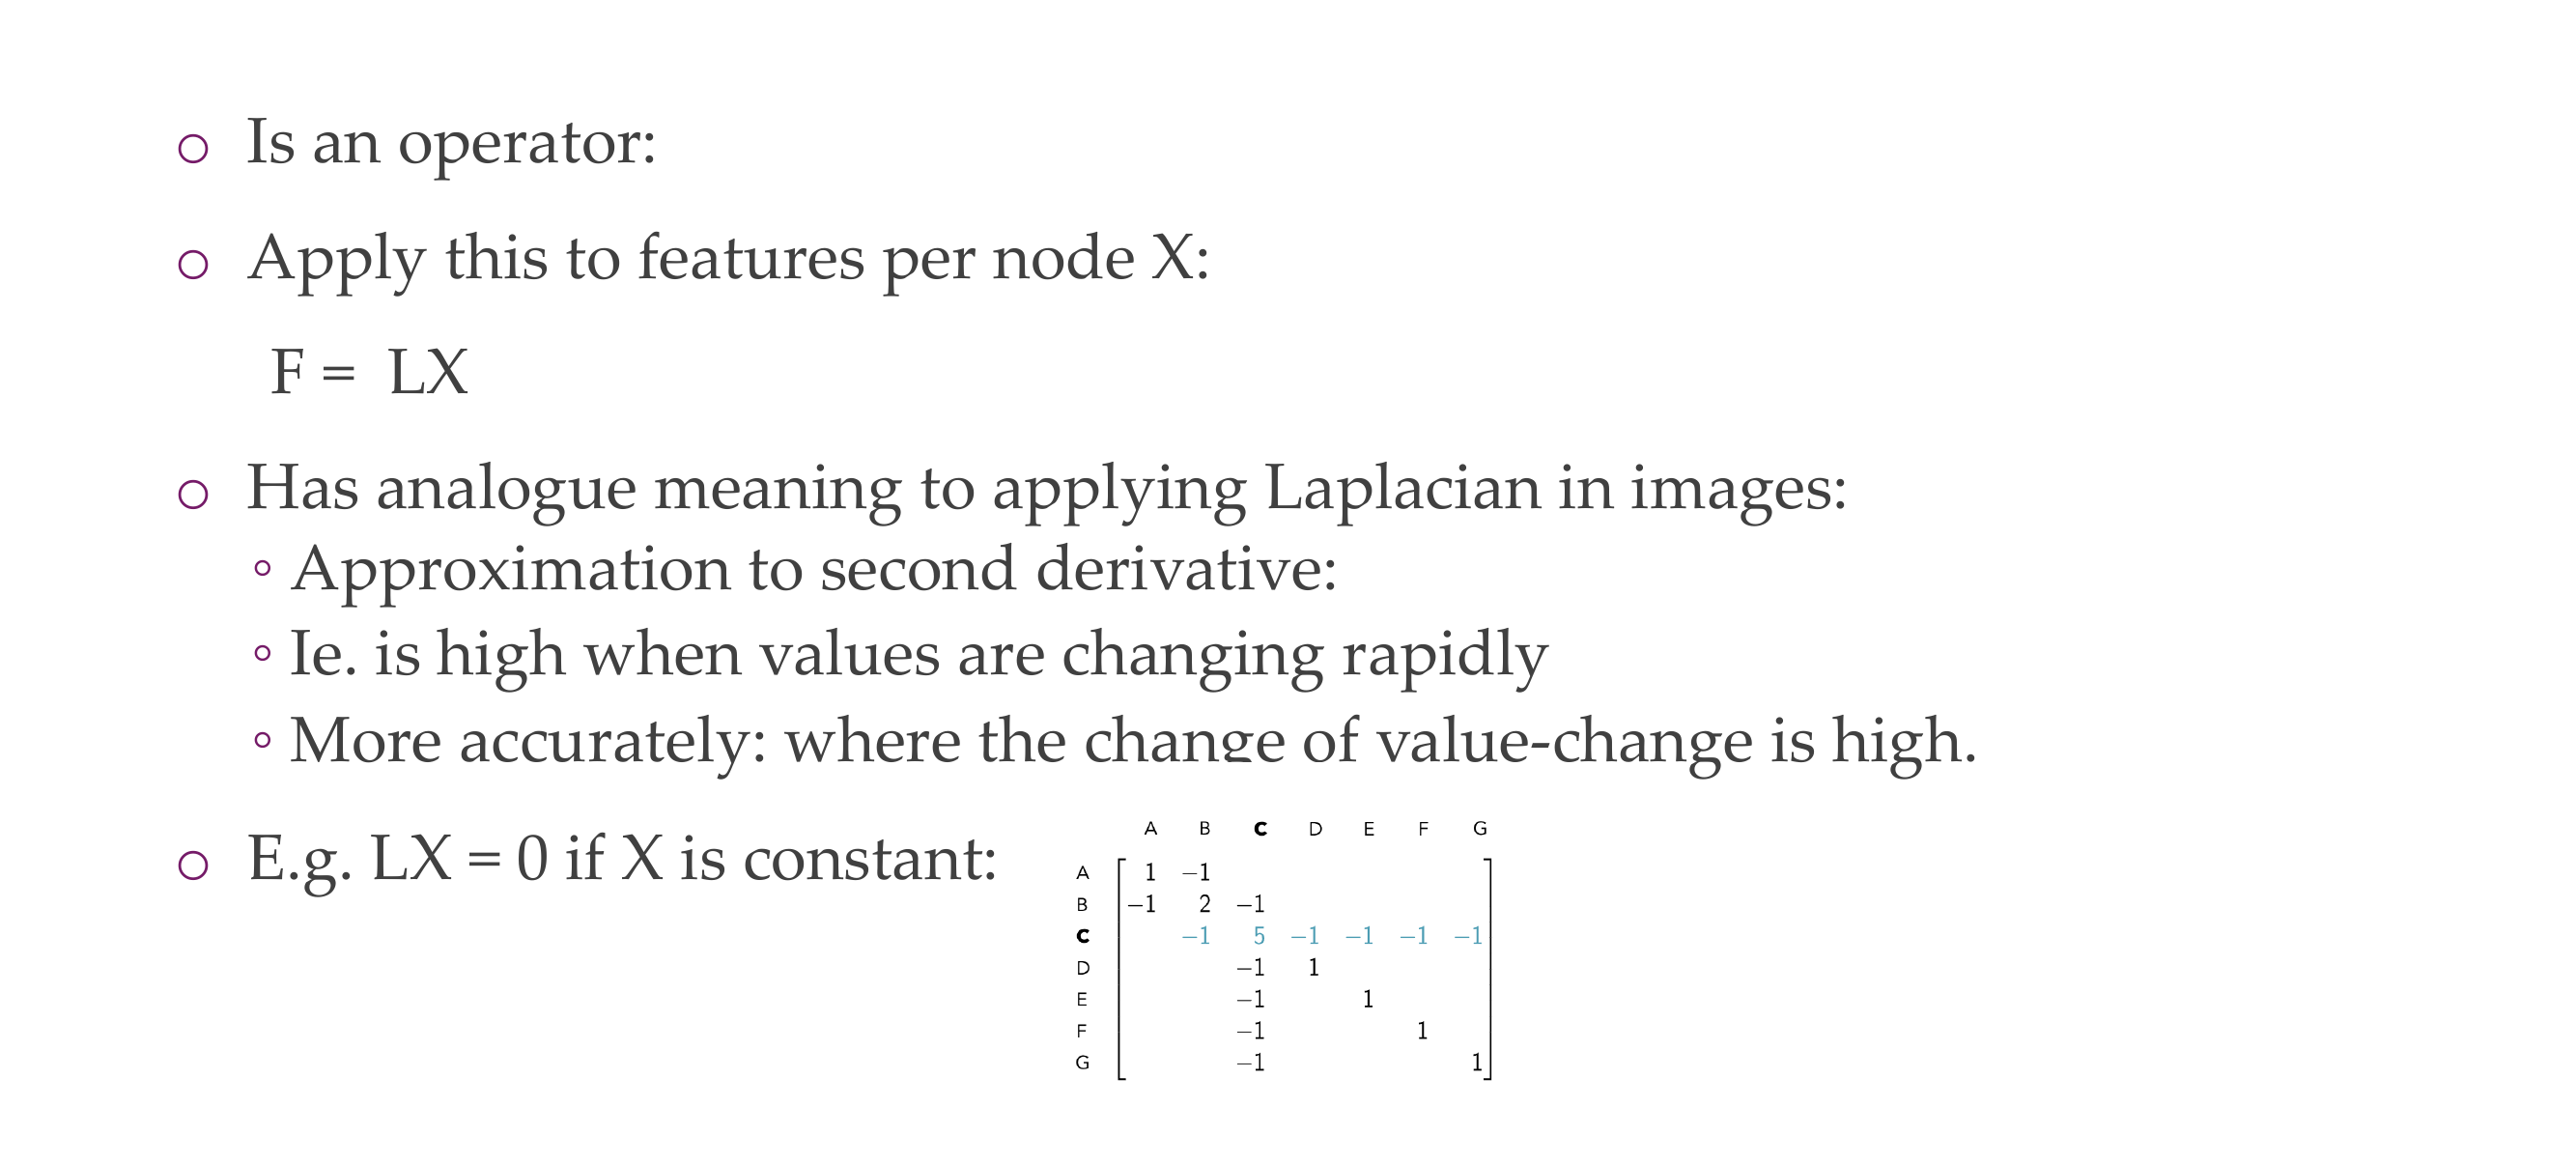 Is an operator:
Apply this to features per node X:
F = LX
Has analogue meaning to applying Laplacian in images:
Approximation to second derivative:
Ie. is high when values are changing rapidly
More accurately: where the change of value-change is high.
E.g. LX = 0 if X is constant:
A B C D E F G
A 1 −1
B −1 2 −1
C −1 5 −1 −1 −1 −1
D −1 1
E −1 1
F −1 1
G −1 1